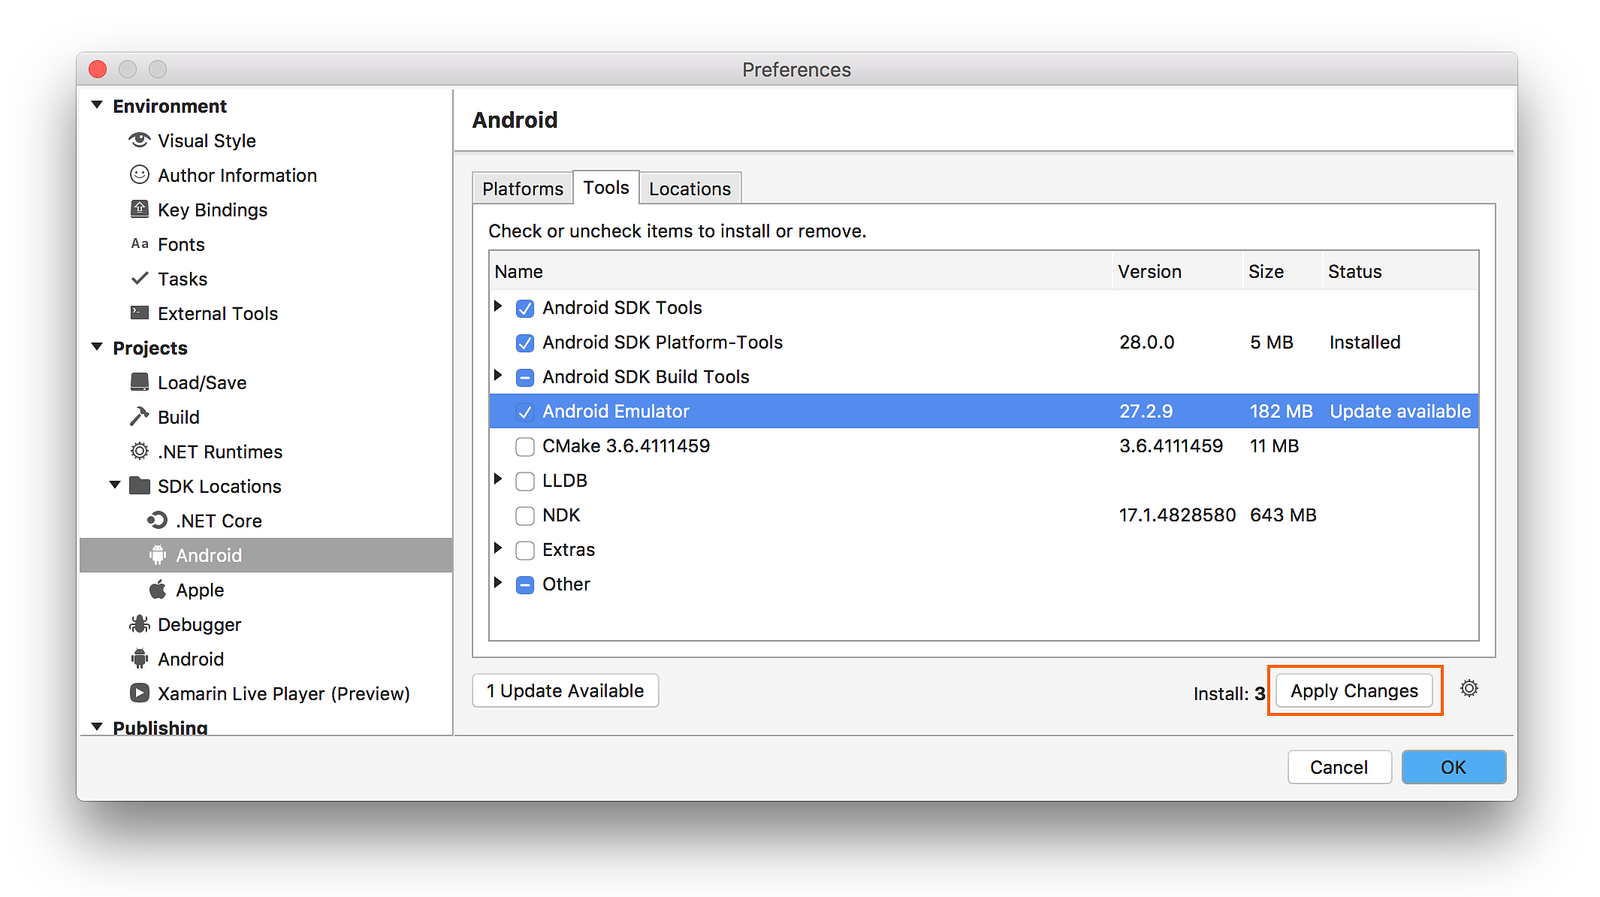 Preferences
Environment
Visual Style
Author Information
Key Bindings
Aa Fonts
Tasks
External Tools
Projects
Load/Save
Build
.NET Runtimes
SDK Locations
.NET Core
Android
Apple
Debugger
Android
Xamarin Live Player (Preview)
Publishing
Android
Platforms Tools Locations
Check or uncheck items to install or remove.
Name Version Size Status
Android SDK Tools
Android SDK Platform-Tools 28.0.0 5 MB Installed
Android SDK Build Tools
Android Emulator 27.2.9 182 MB Update available
CMake 3.6.4111459 3.6.4111459 11 MB
LLDB
NDK 17.1.4828580 643 MB
Extras
Other
1 Update Available Install: 3 Apply Changes
Cancel OK